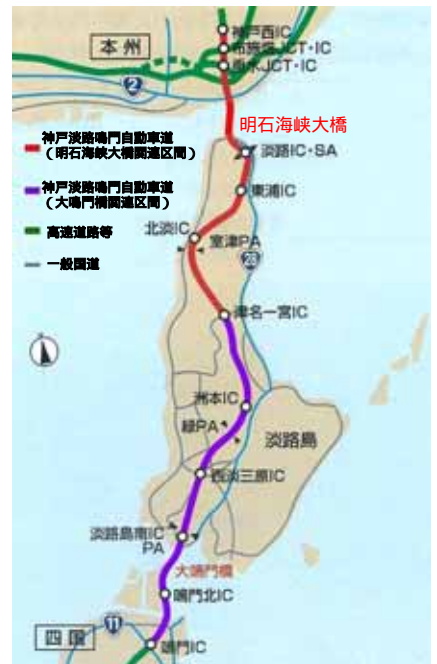 神戸西IC
本州
布施畑JCT・IC
垂水JCT・IC
2
明石海峡大橋
神戸淡路鳴門自動車道
（明石海峡大橋関連区間）
淡路IC・SA
神戸淡路鳴門自動車道
（大鳴門橋関連区間）
東浦IC
高速道路等
北淡IC
室津PA
28
一般国道
津名一宮IC
洲本IC
緑PA
淡路島
西淡三原IC
淡路島南IC
PA
大鳴門橋
鳴門北IC
11
四国
鳴門IC